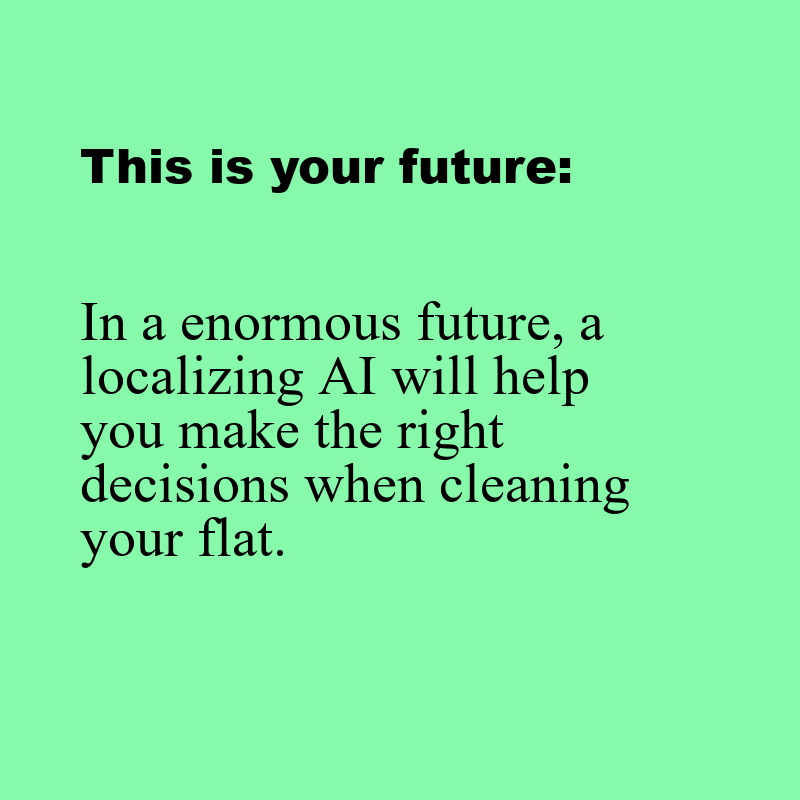 This is your future:
In a enormous future, a
localizing AI will help
you make the right
decisions when cleaning
your flat.